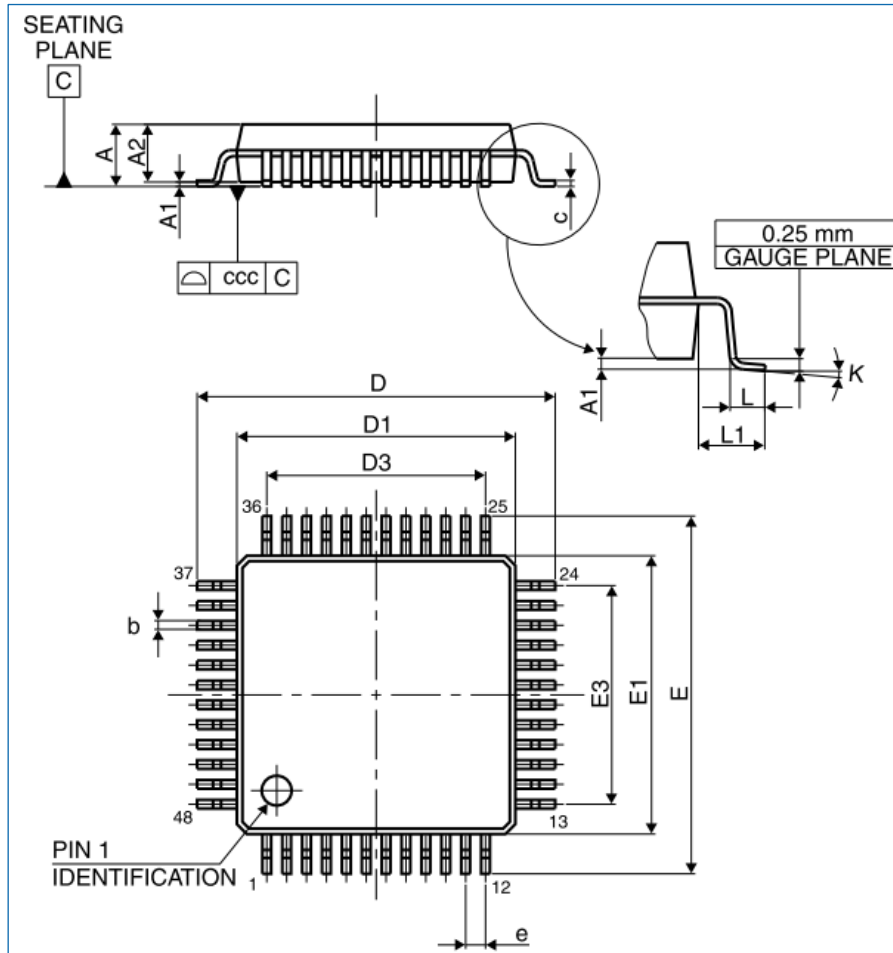 SEATING
PLANE
C
A
A2
A1
c
ccc C
0.25 mm
GAUGE PLANE
A1
L
L1
K
D
D1
D3
36
25
37
24
b
E3
E1
E
48
13
PIN 1
IDENTIFICATION
1
12
e